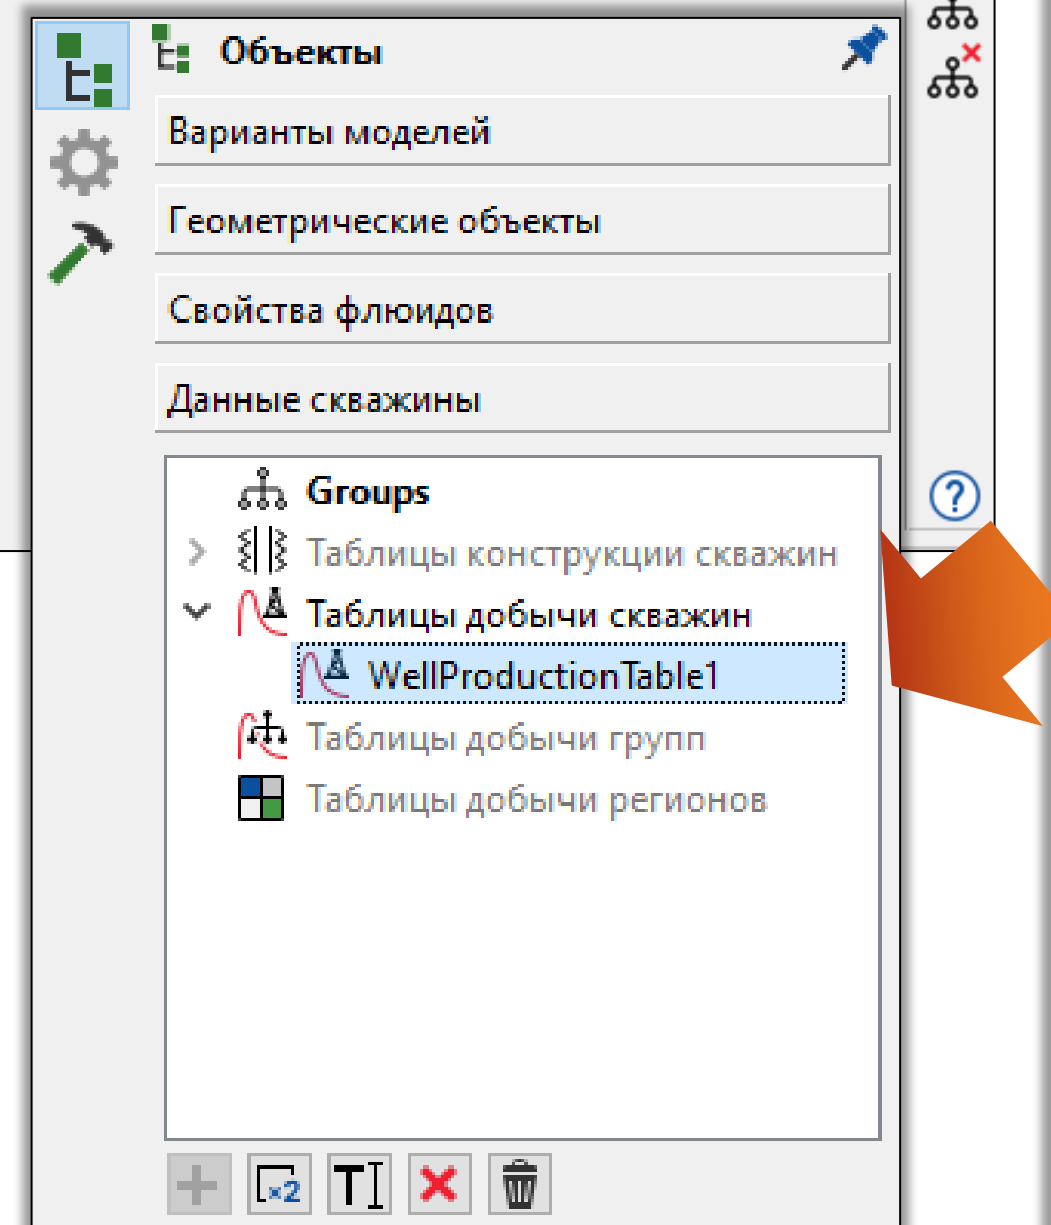 Объекты
Варианты моделей
Геометрические объекты
Свойства флюидов
Данные скважины
Groups
Таблицы конструкции скважин
Таблицы добычи скважин
WellProductionTable1
Таблицы добычи групп
Таблицы добычи регионов
?
×2
T